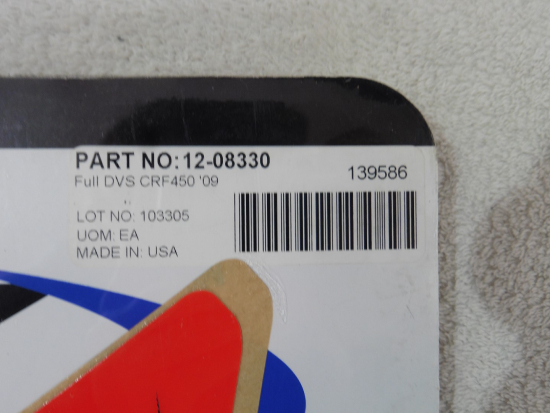 PART NO: 12-08330
139586
Full DVS CRF450 '09
LOT NO: 103305
UOM: EA
MADE IN: USA